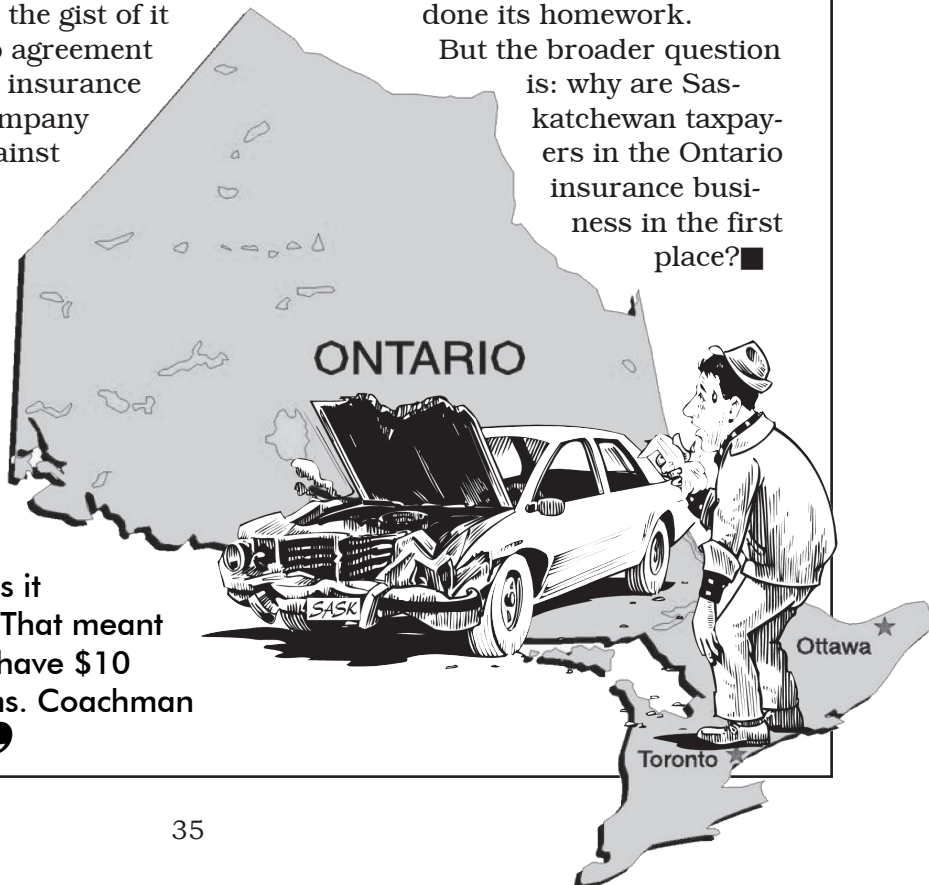 the gist of it
agreement
insurance
mpany
ainst
done its homework.
But the broader question
is: why are Sas-
katchewan taxpay-
ers in the Ontario
insurance busi-
ness in the first
place?■
ONTARIO
SASK
Ottawa
Toronto
s it
That meant
have $10
ns. Coachman
’
35